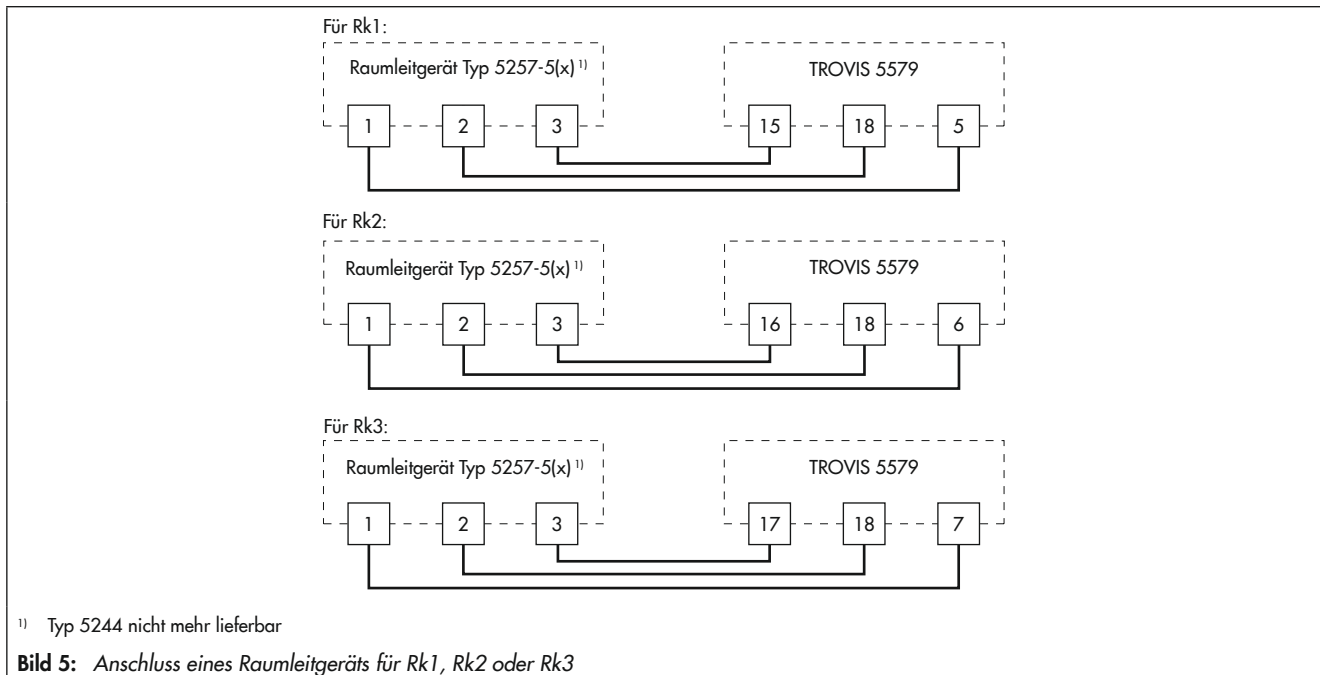 Für Rk1:
Raumleitgerät Typ 5257-5(x) 1) TROVIS 5579
1 2 3 15 18 5
Für Rk2:
Raumleitgerät Typ 5257-5(x) 1) TROVIS 5579
1 2 3 16 18 6
Für Rk3:
Raumleitgerät Typ 5257-5(x) 1) TROVIS 5579
1 2 3 17 18 7
1) Typ 5244 nicht mehr lieferbar
Bild 5: Anschluss eines Raumleitgeräts für Rk1, Rk2 oder Rk3